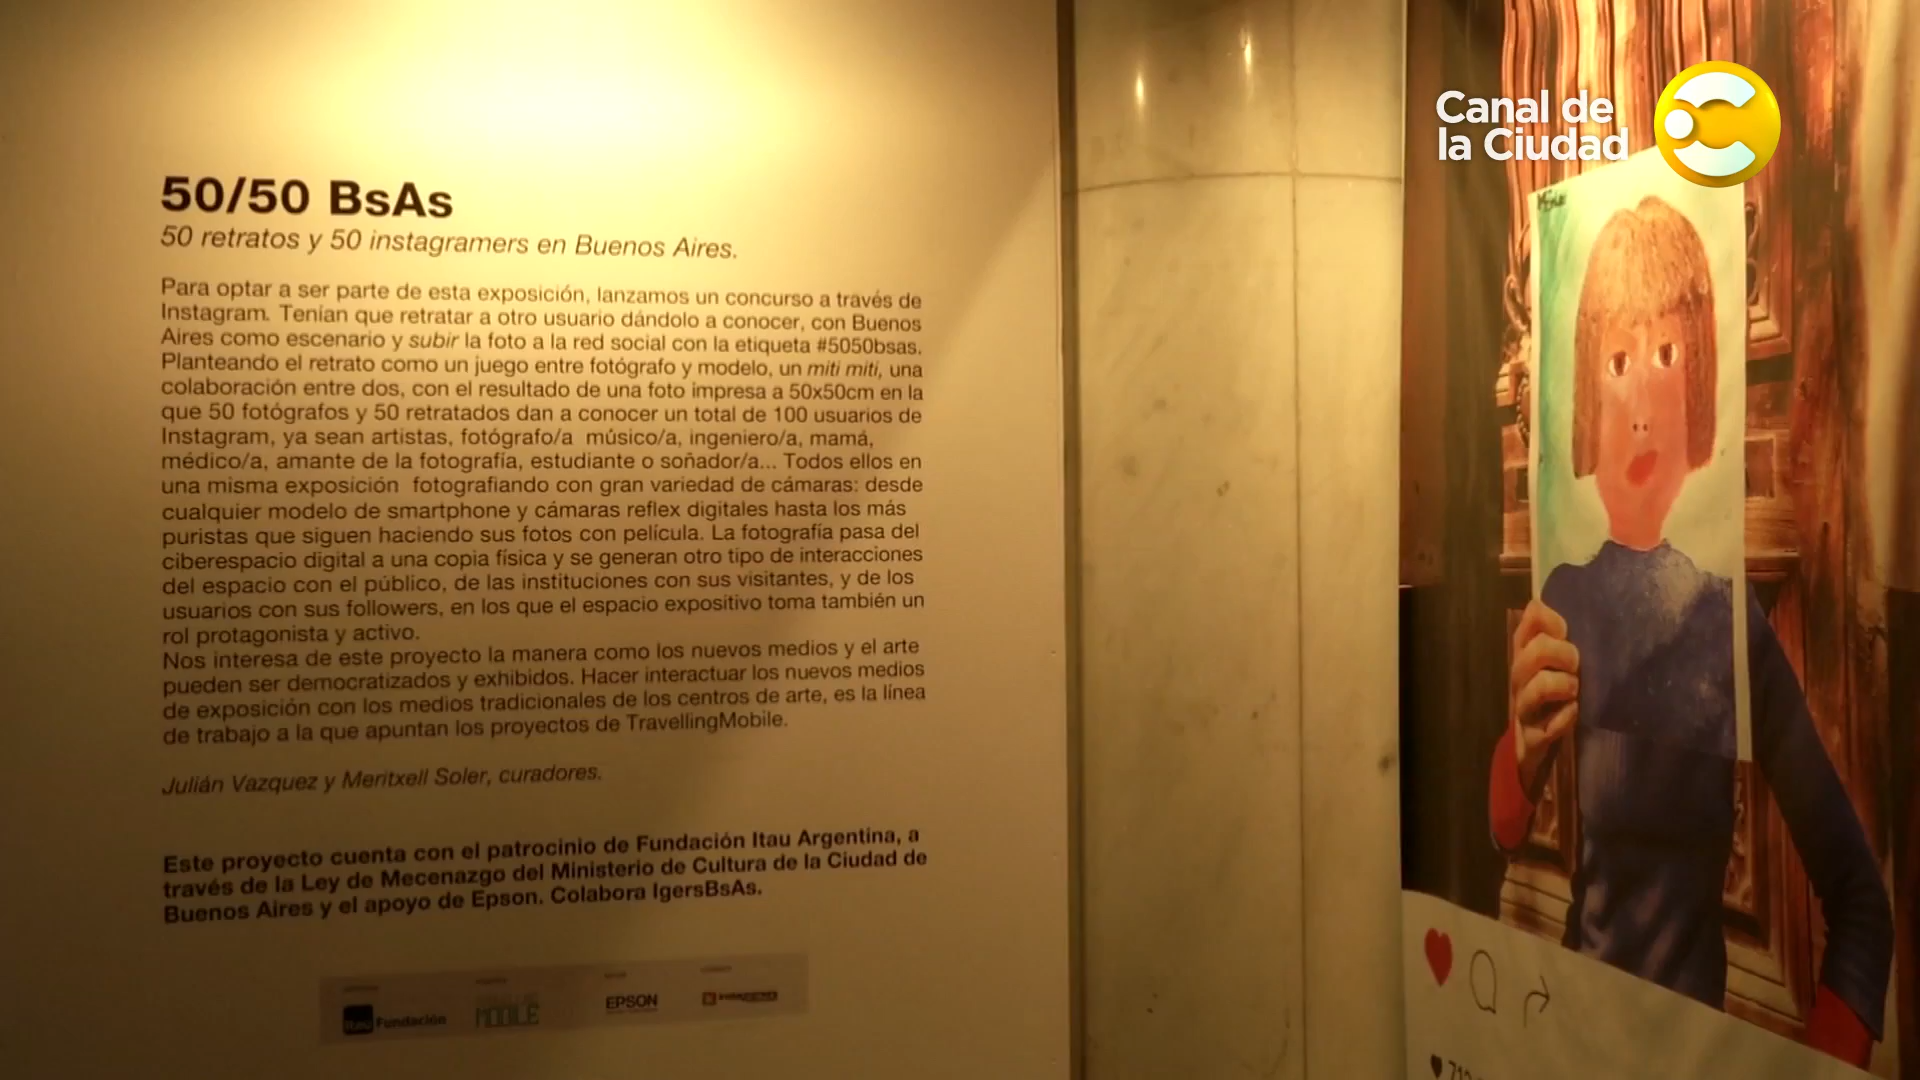 50/50 BsAs
50 retratos y 50 instagramers en Buenos Aires.
Para optar a ser parte de esta exposición, lanzamos un concurso a través de
Instagram. Tenían que retratar a otro usuario dándolo a conocer, con Buenos
Aires como escenario y subir la foto a la red social con la etiqueta #5050bsas.
Planteando el retrato como un juego entre fotógrafo y modelo, un miti miti, una
colaboración entre dos, con el resultado de una foto impresa a 50x50cm en la
que 50 fotógrafos y 50 retratados dan a conocer un total de 100 usuarios de
Instagram, ya sean artistas, fotógrafo/a músico/a, ingeniero/a, mamá,
médico/a, amante de la fotografía, estudiante o soñador/a... Todos ellos en
una misma exposición fotografiando con gran variedad de cámaras: desde
cualquier modelo de smartphone y cámaras reflex digitales hasta los más
puristas que siguen haciendo sus fotos con película. La fotografía pasa del
ciberespacio digital a una copia física y se generan otro tipo de interacciones
del espacio con el público, de las instituciones con sus visitantes, y de los
usuarios con sus followers, en los que el espacio expositivo toma también un
rol protagonista y activo.
Nos interesa de este proyecto la manera como los nuevos medios y el arte
pueden ser democratizados y exhibidos. Hacer interactuar los nuevos medios
de exposición con los medios tradicionales de los centros de arte, es la línea
de trabajo a la que apuntan los proyectos de TravellingMobile.
Julián Vazquez y Meritxell Soler, curadores.
Este proyecto cuenta con el patrocinio de Fundación Itau Argentina, a
través de la Ley de Mecenazgo del Ministerio de Cultura de la Ciudad de
Buenos Aires y el apoyo de Epson. Colabora IgersBsAs.
Itaú Fundación
MOBILE
EPSON
Canal de
la Ciudad